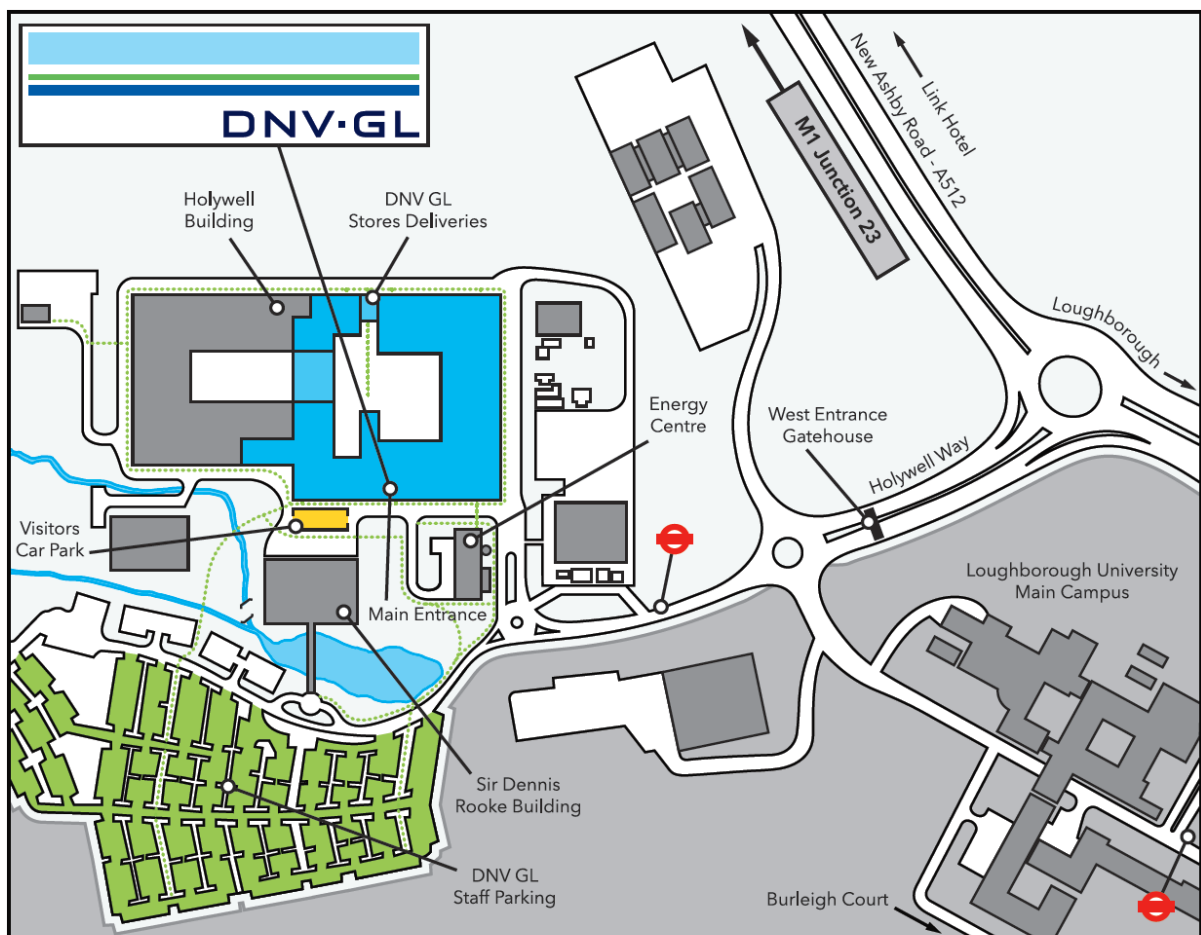 DNV·GL
Holywell
Building
DNV GL
Stores Deliveries
M1 Junction 23
New Ashby Road - A512
Link Hotel
Loughborough
Energy
Centre
West Entrance
Gatehouse
Holywell Way
Visitors
Car Park
Main Entrance
Loughborough University
Main Campus
Sir Dennis
Rooke Building
DNV GL
Staff Parking
Burleigh Court